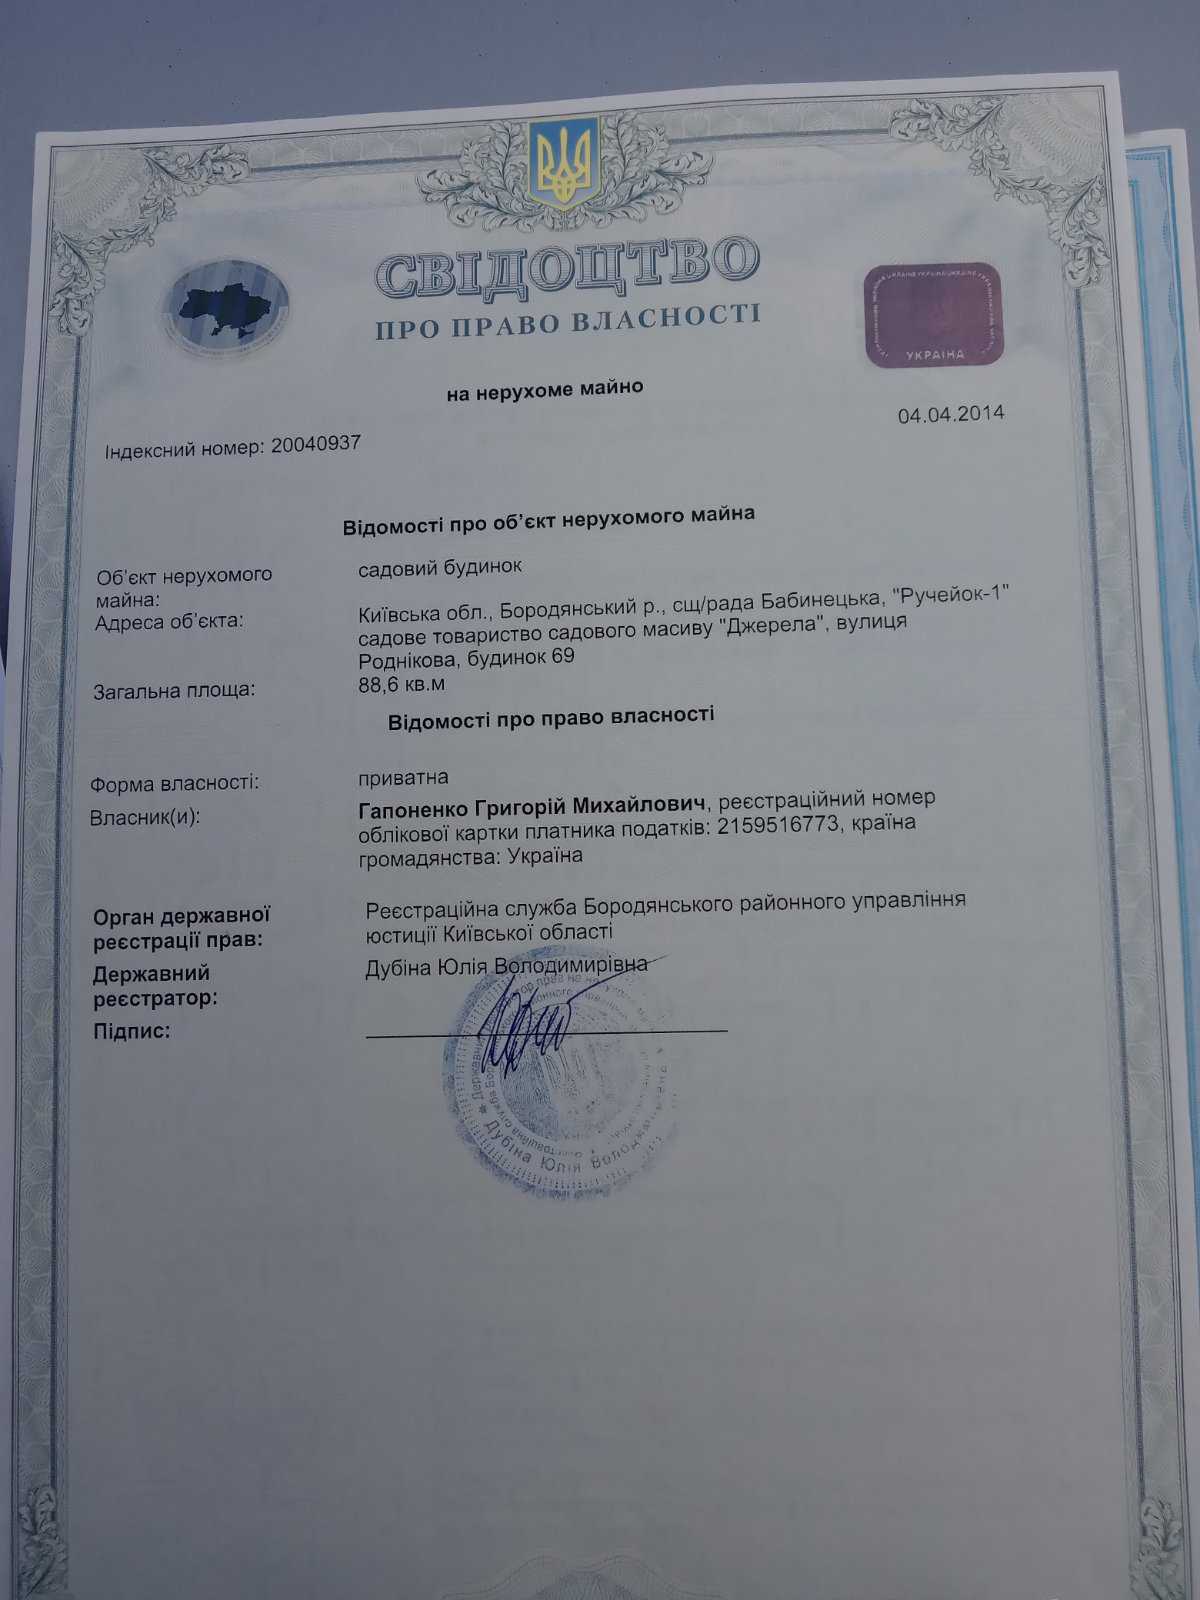 СВІДОЦТВО
ПРО ПРАВО ВЛАСНОСТІ
УКРАЇНА
на нерухоме майно
04.04.2014
Індексний номер: 20040937
Відомості про об'єкт нерухомого майна
Об'єкт нерухомого майна: садовий будинок
Адреса об'єкта: Київська обл., Бородянський р., сщ/рада Бабинецька, "Ручейок-1"
садове товариство садового масиву "Джерела", вулиця
Роднікова, будинок 69
Загальна площа: 88,6 кв.м
Відомості про право власності
Форма власності: приватна
Власник(и): Гапоненко Григорій Михайлович, реєстраційний номер
облікової картки платника податків: 2159516773, країна
громадянства: Україна
Орган державної реєстрації прав: Реєстраційна служба Бородянського районного управління
юстиції Київської області
Державний реєстратор: Дубіна Юлія Володимирівна
Підпис:
Дубіна Юлія